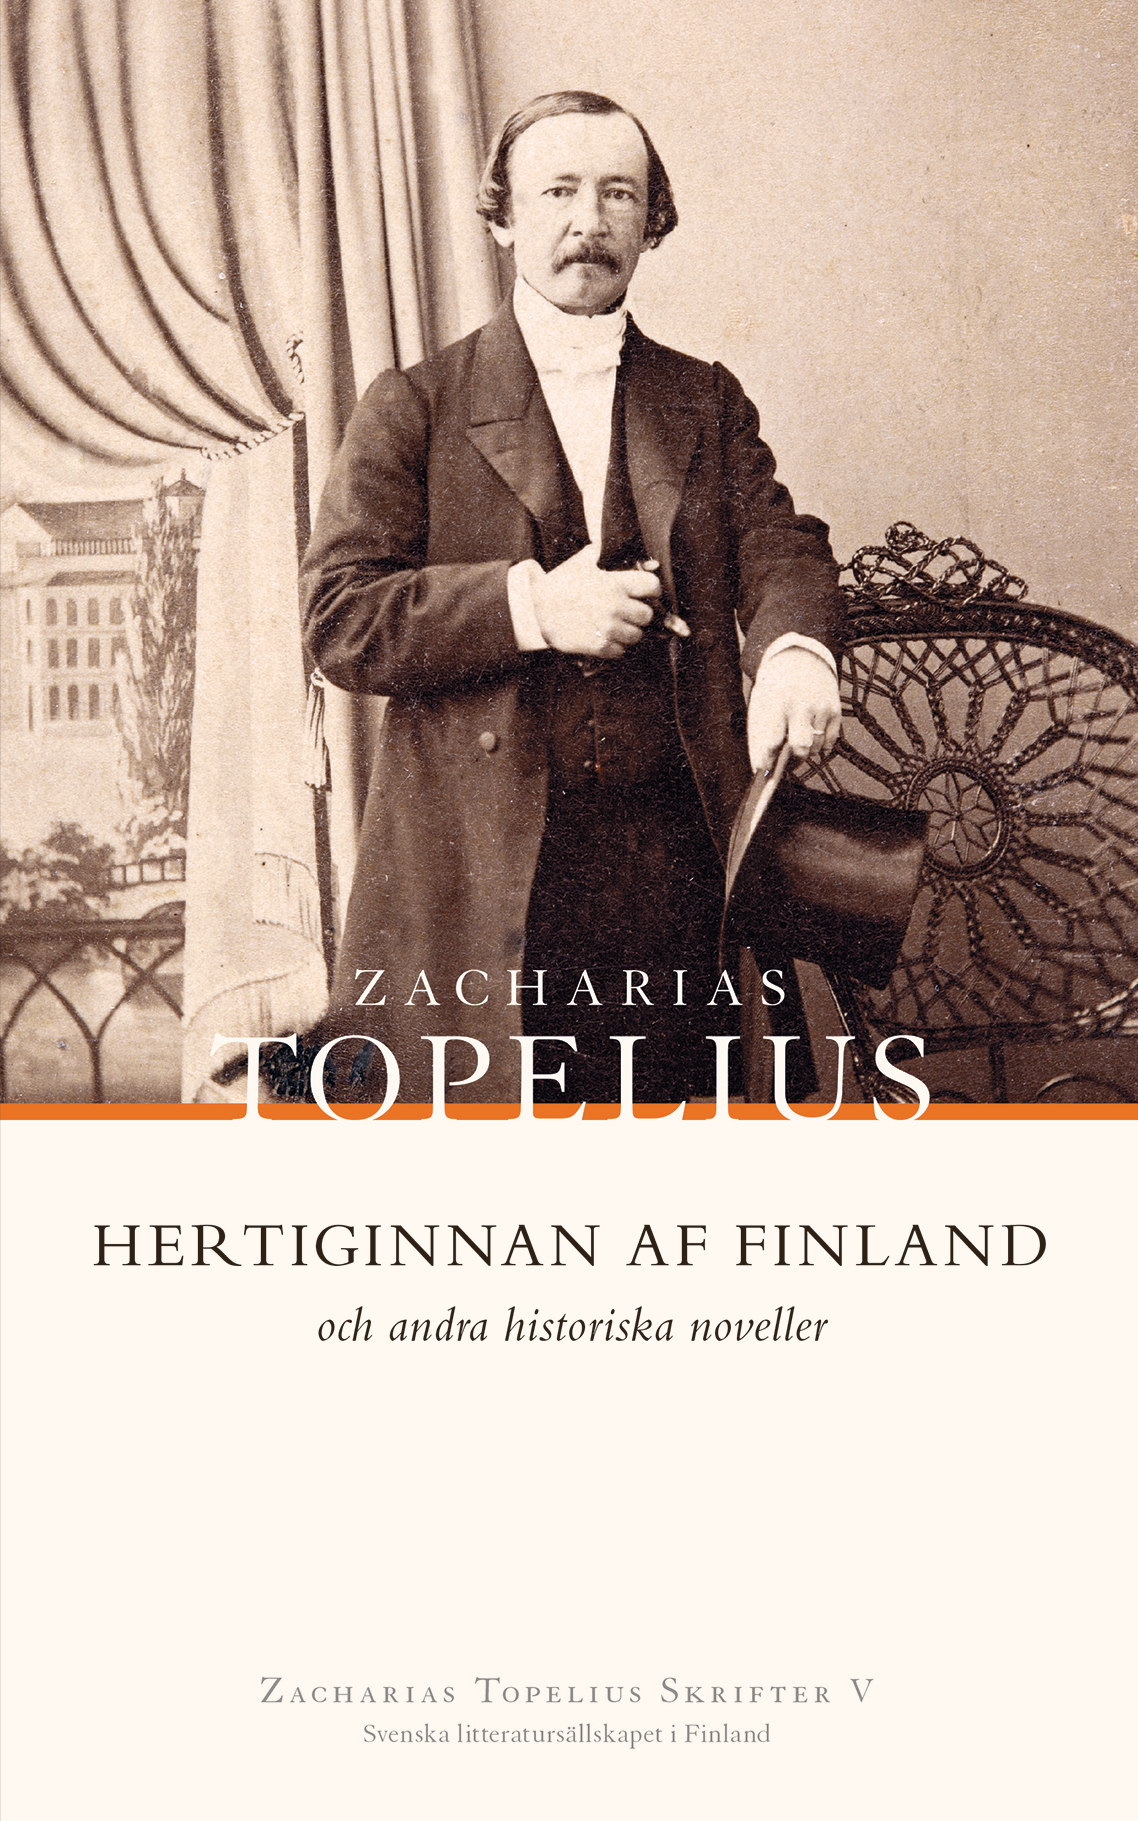 ZACHARIAS
TOPELIUS
HERTIGINNAN AF FINLAND
och andra historiska noveller
Zacharias Topelius Skrifter V
Svenska litteratursällskapet i Finland